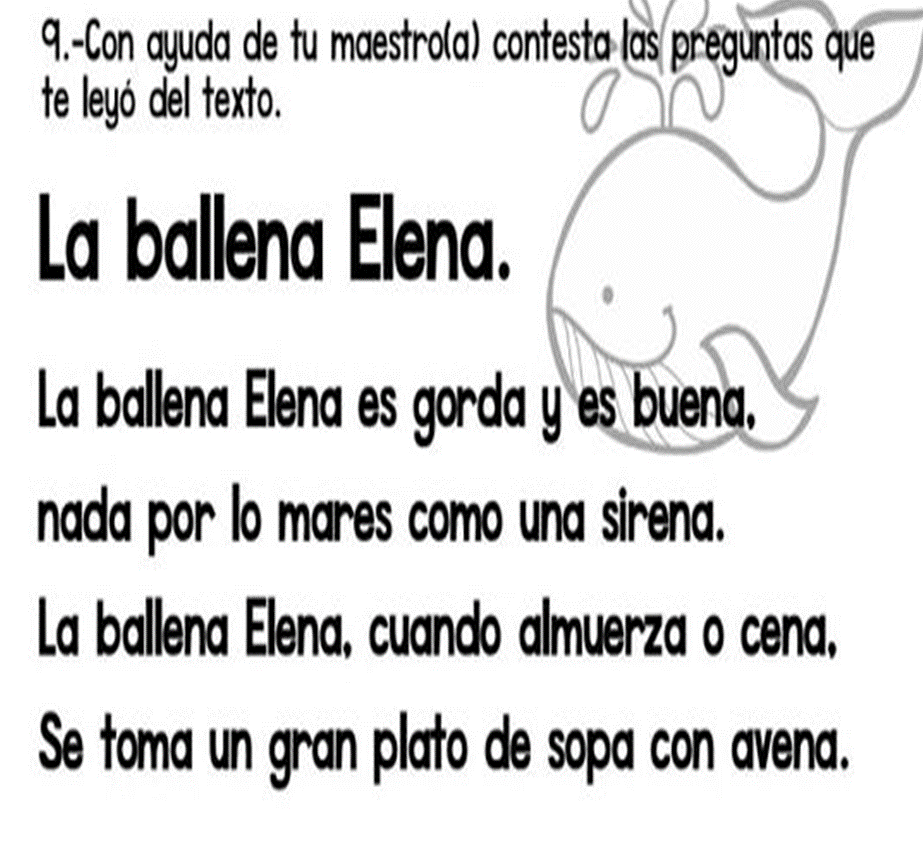 9.-Con ayuda de tu maestro(a) contesta las preguntas que
te leyó del texto.
La ballena Elena.
La ballena Elena es gorda y es buena,
nada por lo mares como una sirena.
La ballena Elena, cuando almuerza o cena,
Se toma un gran plato de sopa con avena.